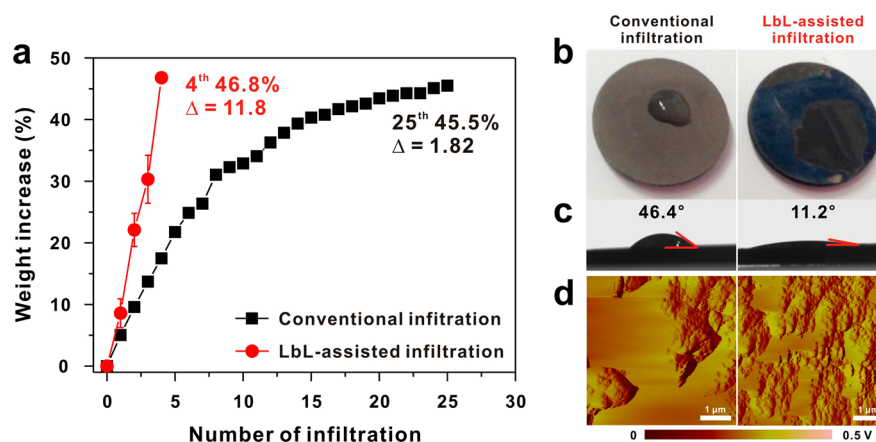 a
50
40
30
20
10
0
0 5 10 15 20 25 30
Weight increase (%)
Number of infiltration
4th 46.8%
Δ = 11.8
25th 45.5%
Δ = 1.82
Conventional infitration
LbL-assisted infiltration
b
Conventional
infiltration
LbL-assisted
infiltration
c
46.4°
11.2°
d
1 μm
1 μm
0
0.5 V